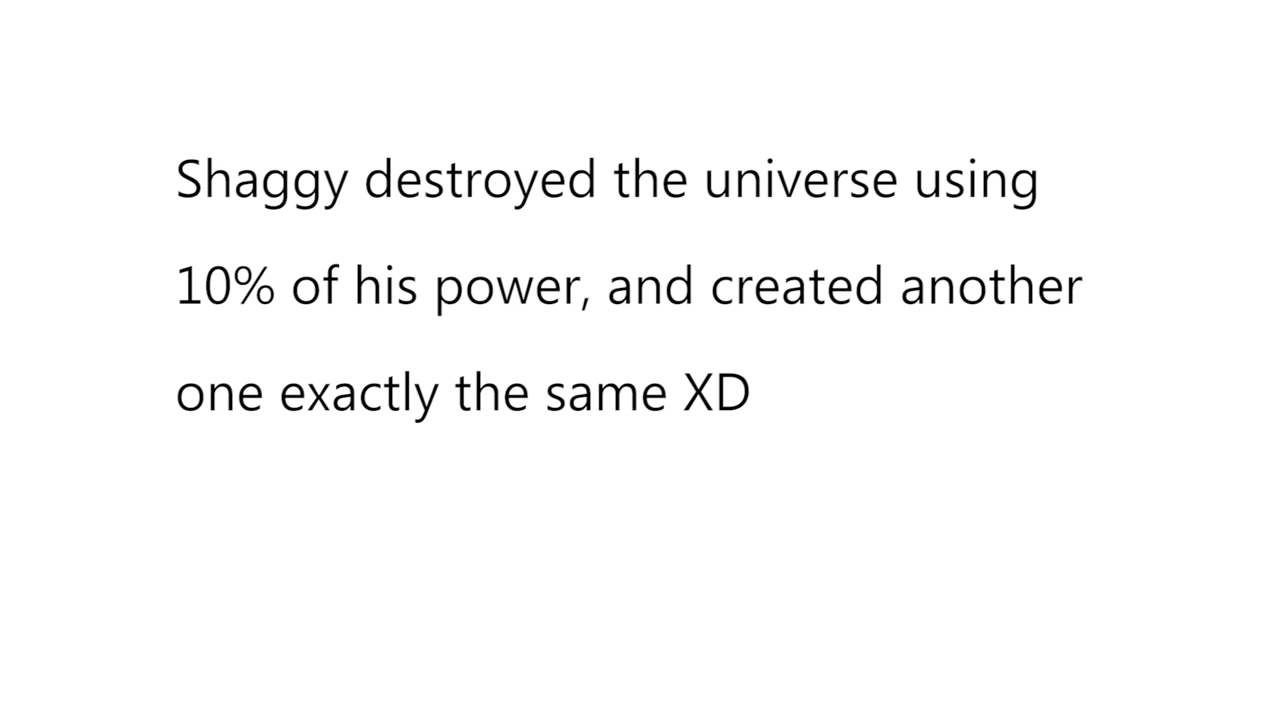 Shaggy destroyed the universe using
10% of his power, and created another
one exactly the same XD